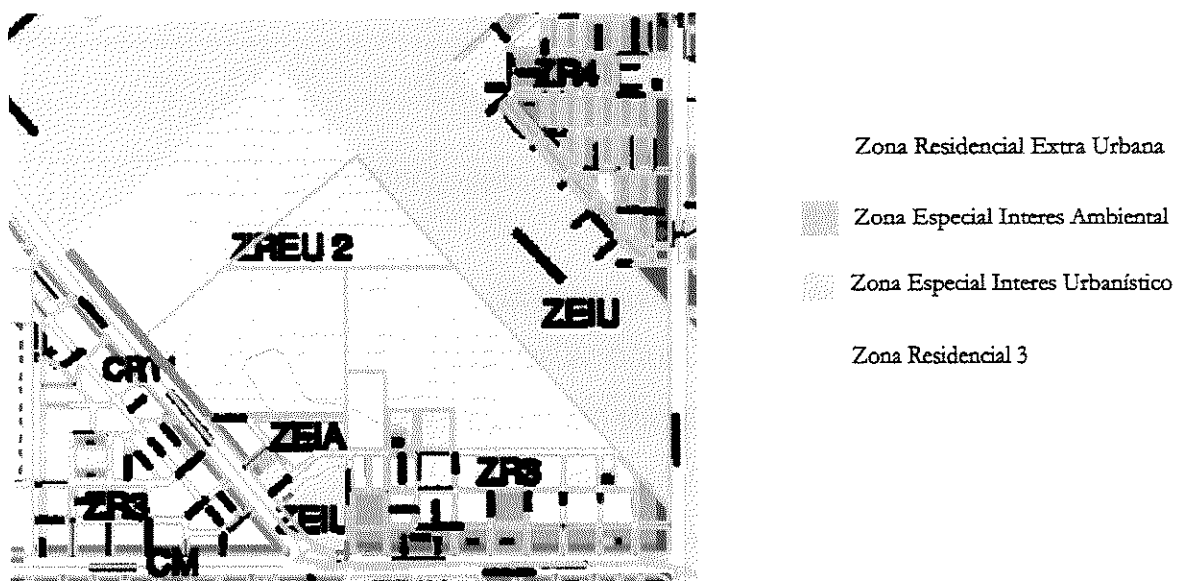 ZR4
ZREU 2
ZEIU
CR1
ZEIA
ZR3
ZR3
ZEIU
CM
Zona Residencial Extra Urbana
Zona Especial Interes Ambiental
Zona Especial Interes Urbanístico
Zona Residencial 3